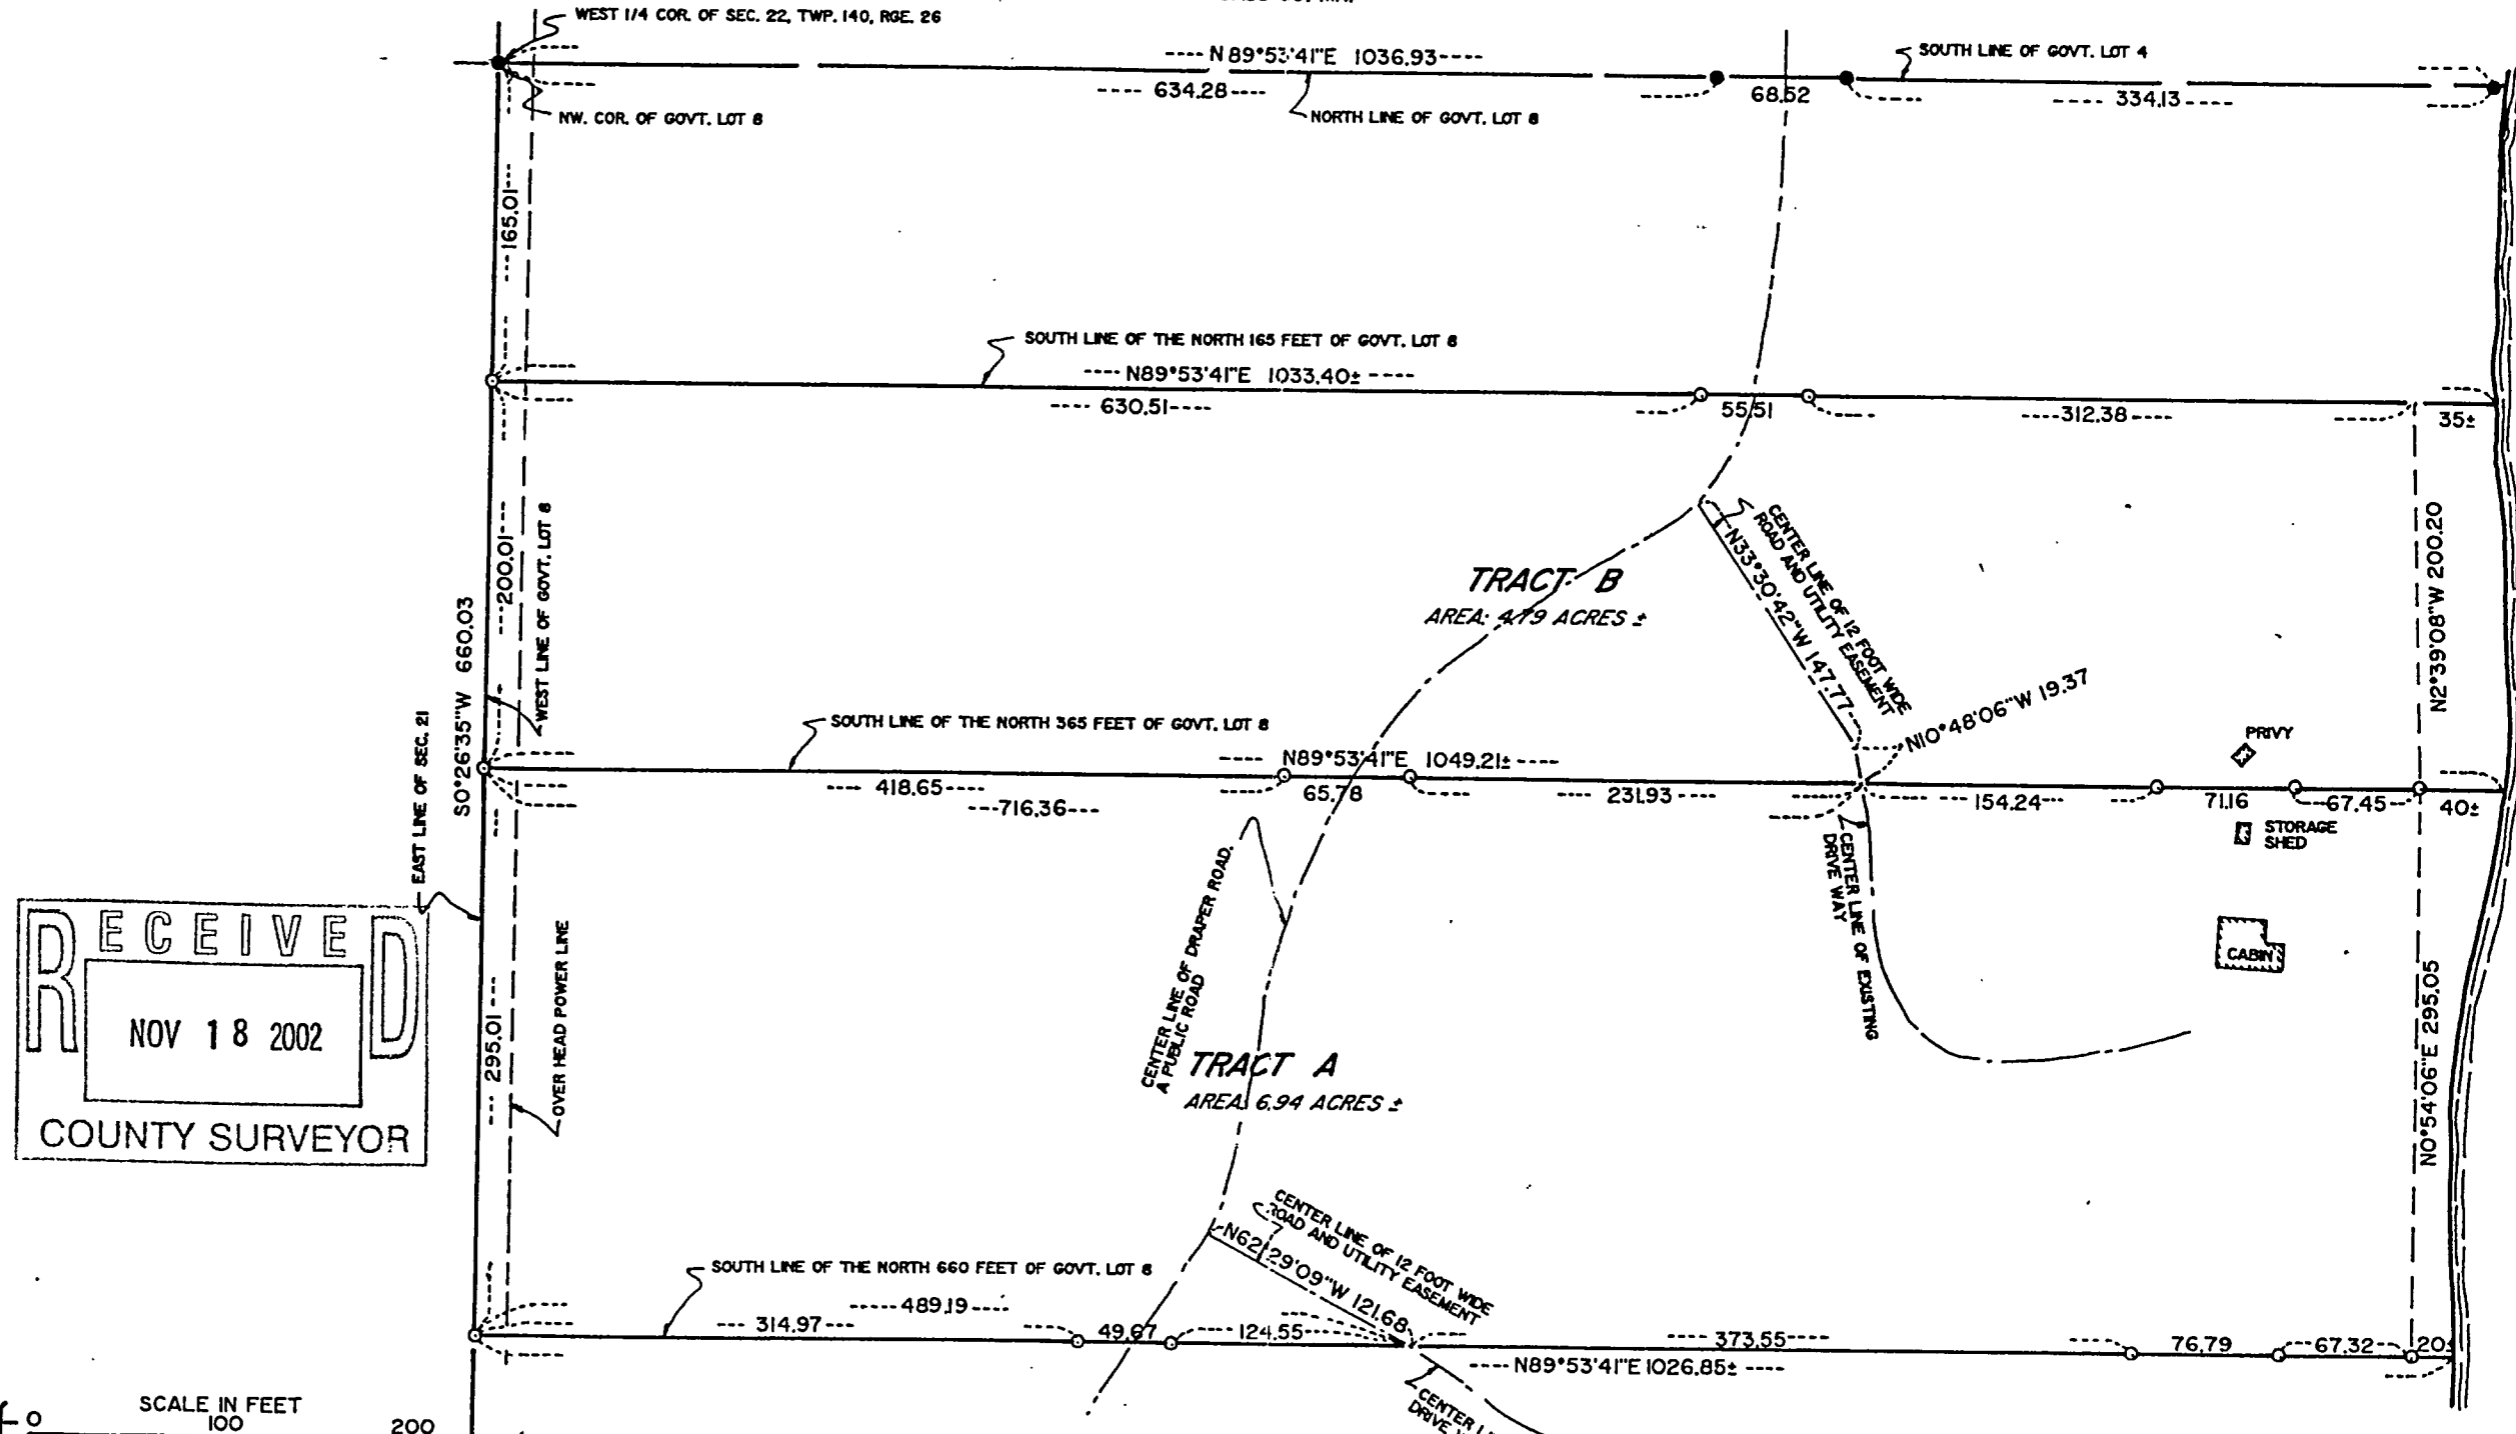 WEST 1/4 COR. OF SEC. 22, TWP. 140, RGE. 26
N 89°53'41"E 1036.93
SOUTH LINE OF GOVT. LOT 4
634.28
68.52
334.13
NW. COR. OF GOVT. LOT 8
NORTH LINE OF GOVT. LOT 8
165.01
SOUTH LINE OF THE NORTH 165 FEET OF GOVT. LOT 8
N89°53'41"E 1033.40±
630.51
55.51
312.38
35±
200.01
WEST LINE OF GOVT. LOT 8
S0°26'35"W 660.03
CENTER LINE OF 12 FOOT WIDE
ROAD AND UTILITY EASEMENT
N33°30'42"W 147.77
TRACT B
AREA: 4.79 ACRES ±
N2°39'08"W 200.20
N10°48'06"W 19.37
PRIVY
EAST LINE OF SEC. 21
SOUTH LINE OF THE NORTH 365 FEET OF GOVT. LOT 8
N89°53'41"E 1049.21±
418.65
716.36
65.78
231.93
154.24
71.16
67.45
40±
STORAGE
SHED
CENTER LINE OF EXISTING
DRIVE WAY
CENTER LINE OF DRAPER ROAD.
A PUBLIC ROAD
CABIN
RECEIVED
NOV 18 2002
COUNTY SURVEYOR
295.01
OVER HEAD POWER LINE
TRACT A
AREA: 6.94 ACRES ±
N0°54'06"E 295.05
CENTER LINE OF 12 FOOT WIDE
ROAD AND UTILITY EASEMENT
N62°29'09"W 121.68
SOUTH LINE OF THE NORTH 660 FEET OF GOVT. LOT 8
489.19
314.97
49.67
124.55
373.55
76.79
67.32
20±
N89°53'41"E 1026.85±
CENTER
SCALE IN FEET
0 100 200